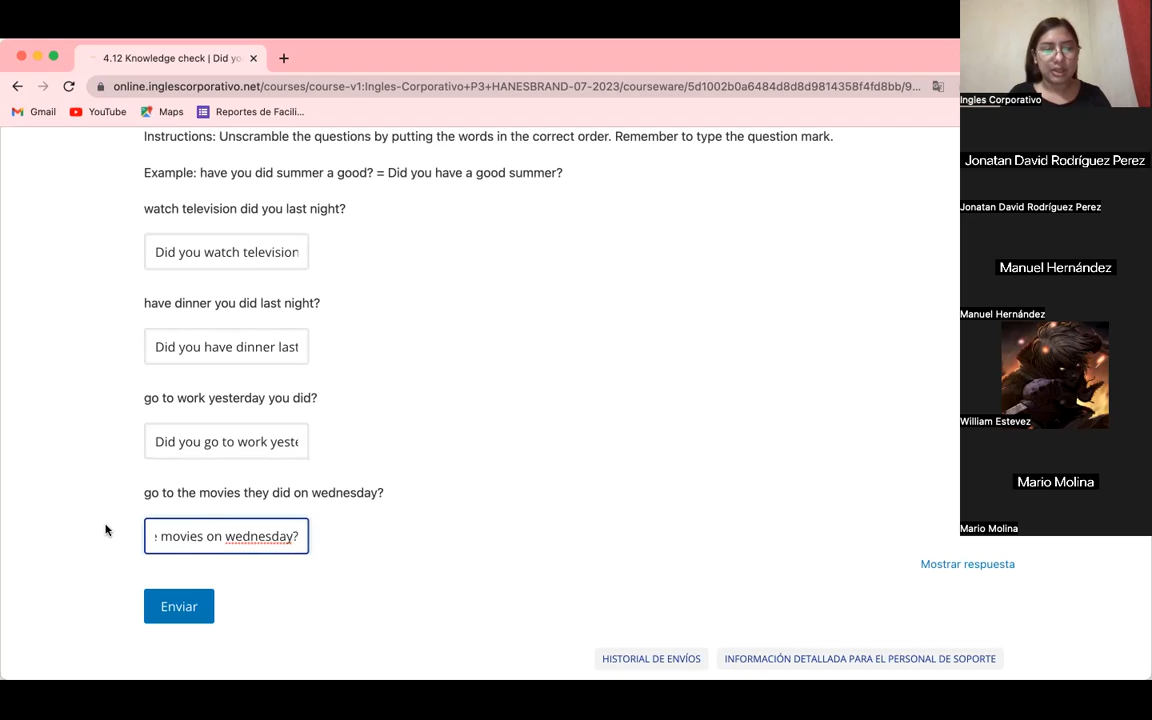 4.12 Knowledge check | Did yo
online.inglescorporativo.net/courses/course-v1:Ingles-Corporativo+P3+HANESBRAND-07-2023/courseware/5d1002b0a6484d8d8d9814358f4fd8bb/9...
Gmail YouTube Maps Reportes de Facili...
Instructions: Unscramble the questions by putting the words in the correct order. Remember to type the question mark.
Example: have you did summer a good? = Did you have a good summer?
watch television did you last night?
Did you watch television
have dinner you did last night?
Did you have dinner last
go to work yesterday you did?
Did you go to work yeste
go to the movies they did on wednesday?
e movies on wednesday?
Mostrar respuesta
Enviar
HISTORIAL DE ENVÍOS INFORMACIÓN DETALLADA PARA EL PERSONAL DE SOPORTE
Ingles Corporativo
Jonatan David Rodríguez Perez
Jonatan David Rodríguez Perez
Manuel Hernández
Manuel Hernández
William Estevez
Mario Molina
Mario Molina